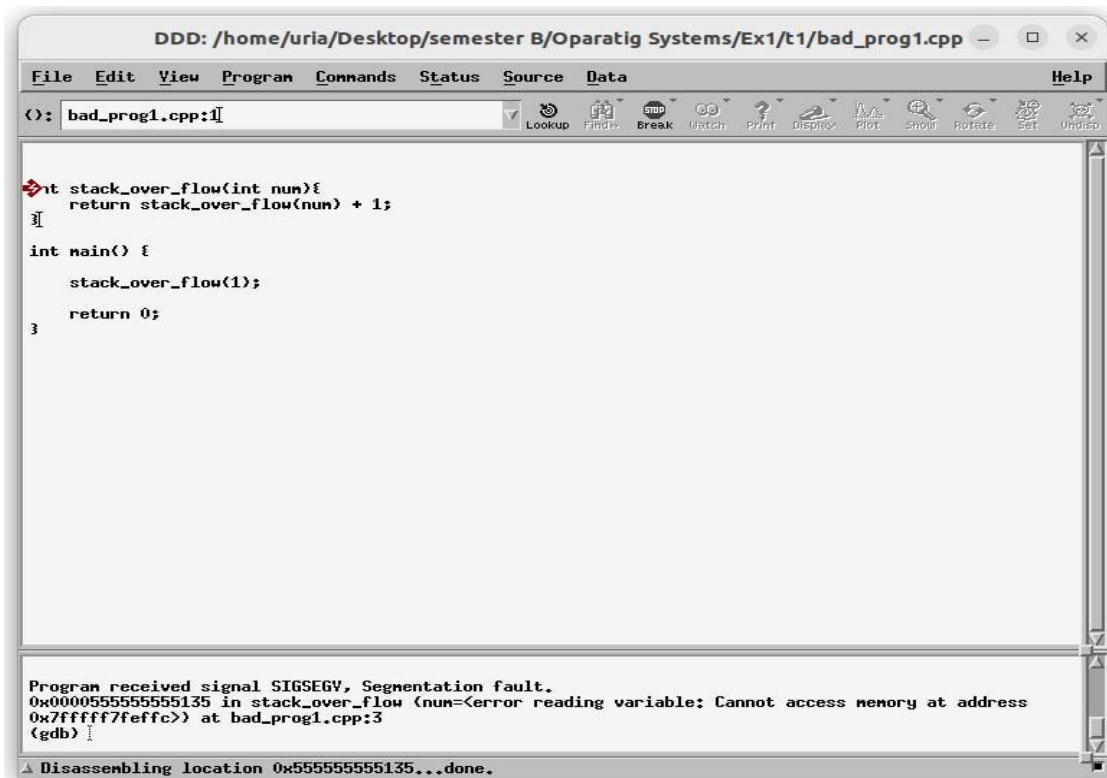 DDD: /home/uria/Desktop/semester B/Oparatig Systems/Ex1/t1/bad_prog1.cpp
File Edit View Program Commands Status Source Data Help
(): bad_prog1.cpp:1
Lookup Find» Break Watch Print Display Plot Show Rotate Set Undisp
STOP
nt stack_over_flow(int num){
return stack_over_flow(num) + 1;
}
int main() {
stack_over_flow(1);
return 0;
}
Program received signal SIGSEGV, Segmentation fault.
0x0000555555555135 in stack_over_flow (num=<error reading variable: Cannot access memory at address
0x7fffff7feffc>) at bad_prog1.cpp:3
(gdb)
Disassembling location 0x555555555135...done.